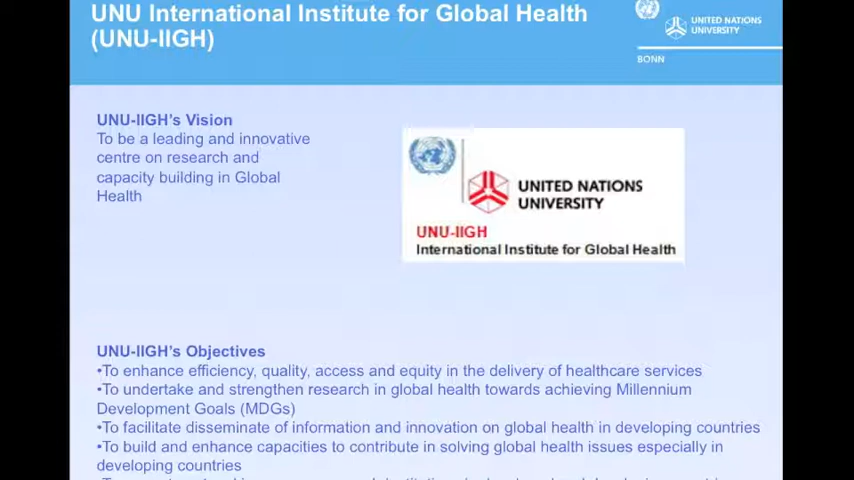 UNU International Institute for Global Health
(UNU-IIGH)
UNITED NATIONS
UNIVERSITY
BONN
UNU-IIGH's Vision
To be a leading and innovative
centre on research and
capacity building in Global
Health
UNITED NATIONS
UNIVERSITY
UNU-IIGH
International Institute for Global Health
UNU-IIGH's Objectives
•To enhance efficiency, quality, access and equity in the delivery of healthcare services
•To undertake and strengthen research in global health towards achieving Millennium
Development Goals (MDGs)
•To facilitate disseminate of information and innovation on global health in developing countries
•To build and enhance capacities to contribute in solving global health issues especially in
developing countries